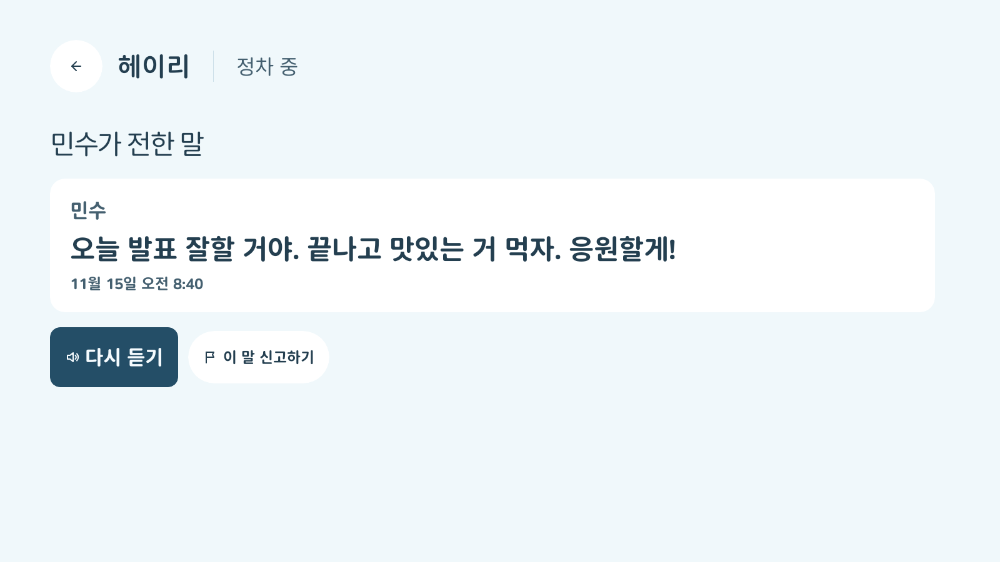 헤이리
정차 중
민수가 전한 말
민수
오늘 발표 잘할 거야. 끝나고 맛있는 거 먹자. 응원할게!
11월 15일 오전 8:40
다시 듣기
이 말 신고하기